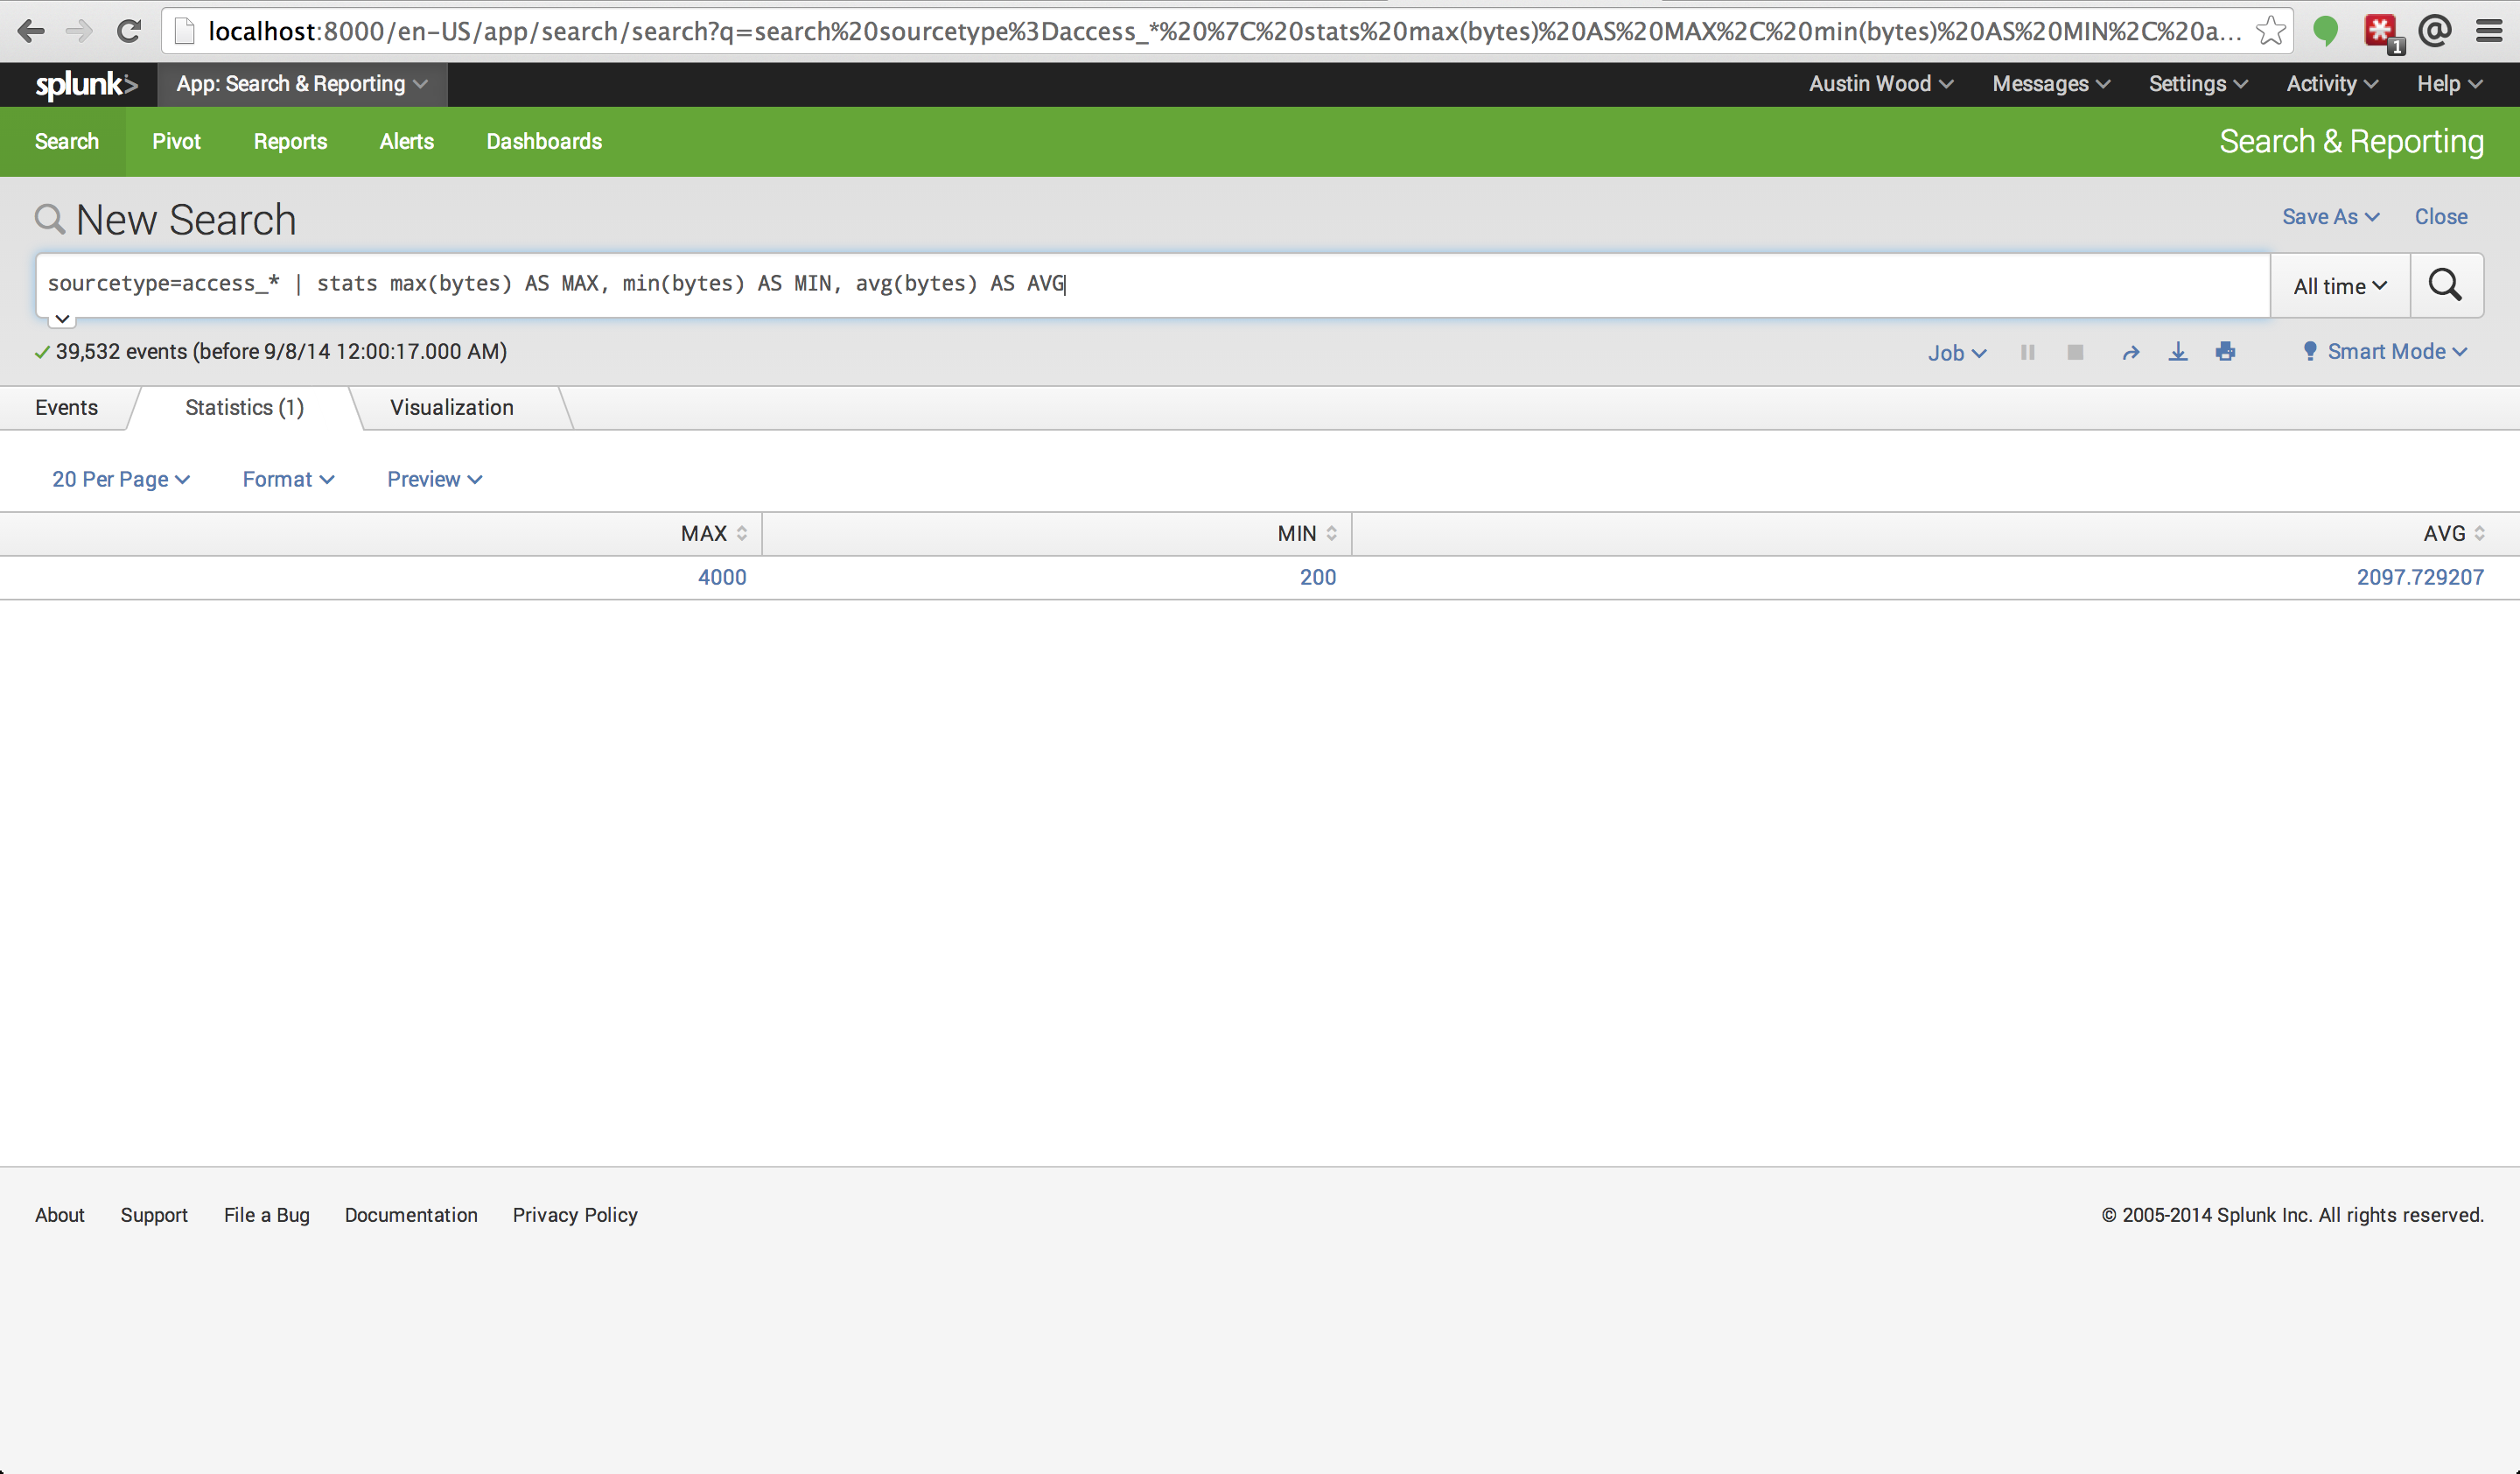 localhost:8000/en-US/app/search/search?q=search%20sourcetype%3Daccess_*%20%7C%20stats%20max(bytes)%20AS%20MAX%2C%20min(bytes)%20AS%20MIN%2C%20a...
1
splunk> App: Search & Reporting Austin Wood Messages Settings Activity Help
Search Pivot Reports Alerts Dashboards Search & Reporting
New Search Save As Close
sourcetype=access_* | stats max(bytes) AS MAX, min(bytes) AS MIN, avg(bytes) AS AVG All time
39,532 events (before 9/8/14 12:00:17.000 AM) Job Smart Mode
Events Statistics (1) Visualization
20 Per Page Format Preview
MAX MIN AVG
4000 200 2097.729207
About Support File a Bug Documentation Privacy Policy © 2005-2014 Splunk Inc. All rights reserved.